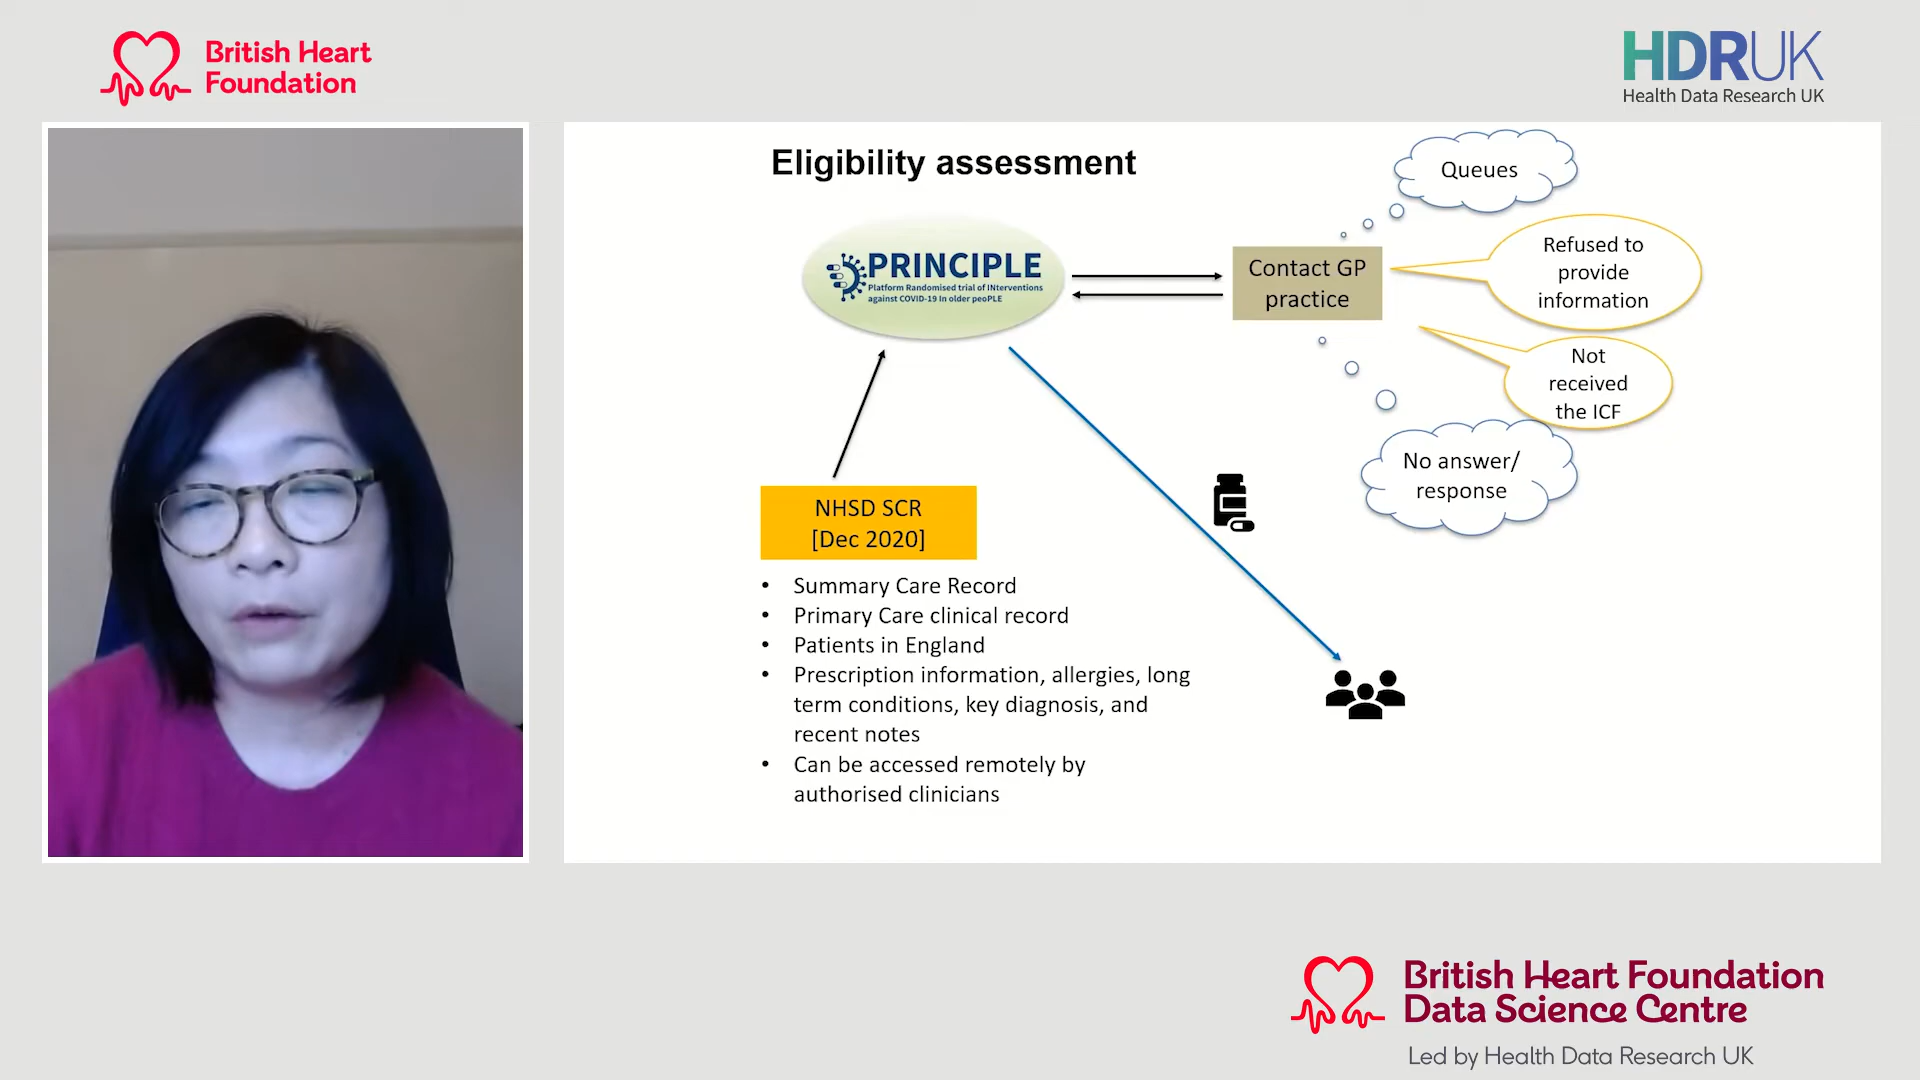 British Heart
Foundation
HDRUK
Health Data Research UK
Eligibility assessment
PRINCIPLE
Platform Randomised trial of INterventions
against COVID-19 In older peoPLE
Contact GP
practice
Queues
Refused to
provide
information
Not
received
the ICF
No answer/
response
NHSD SCR
[Dec 2020]
• Summary Care Record
• Primary Care clinical record
• Patients in England
• Prescription information, allergies, long
term conditions, key diagnosis, and
recent notes
• Can be accessed remotely by
authorised clinicians
British Heart Foundation
Data Science Centre
Led by Health Data Research UK